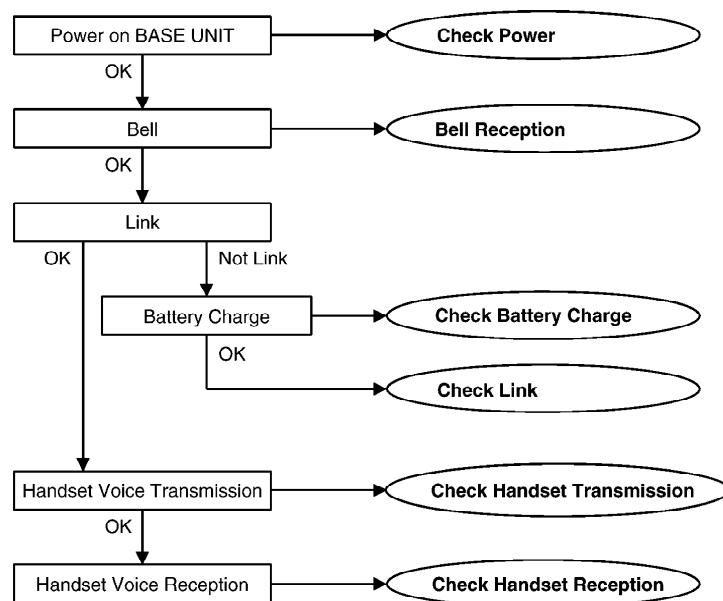 Power on BASE UNIT
Check Power
OK
Bell
Bell Reception
OK
Link
OK
Not Link
Battery Charge
Check Battery Charge
OK
Check Link
Handset Voice Transmission
Check Handset Transmission
OK
Handset Voice Reception
Check Handset Reception